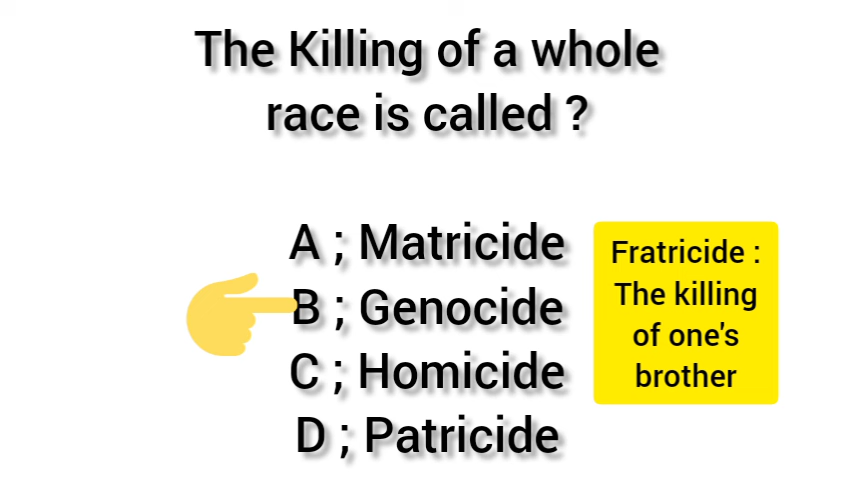 The Killing of a whole
race is called ?
A ; Matricide
B ; Genocide
C ; Homicide
D ; Patricide
Fratricide :
The killing
of one's
brother